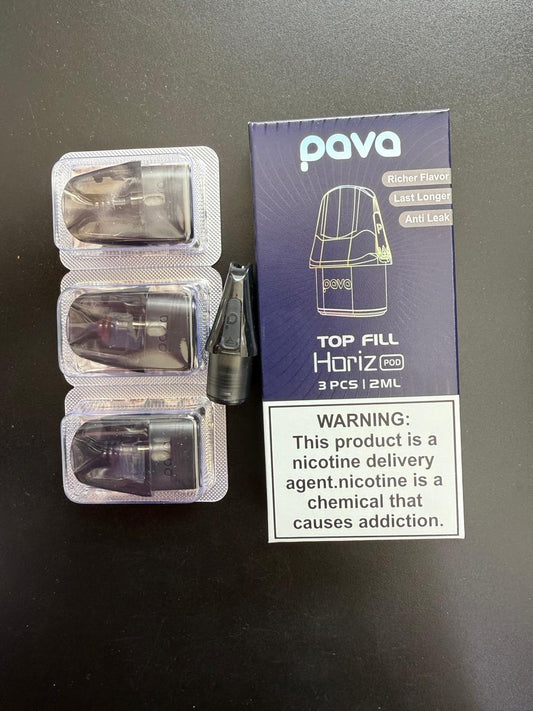 pava
Richer Flavor
Last Longer
Anti Leak
P
pava
TOP FILL
Horiz POD
3 PCS | 2ML
WARNING:
This product is a
nicotine delivery
agent.nicotine is a
chemical that
causes addiction.